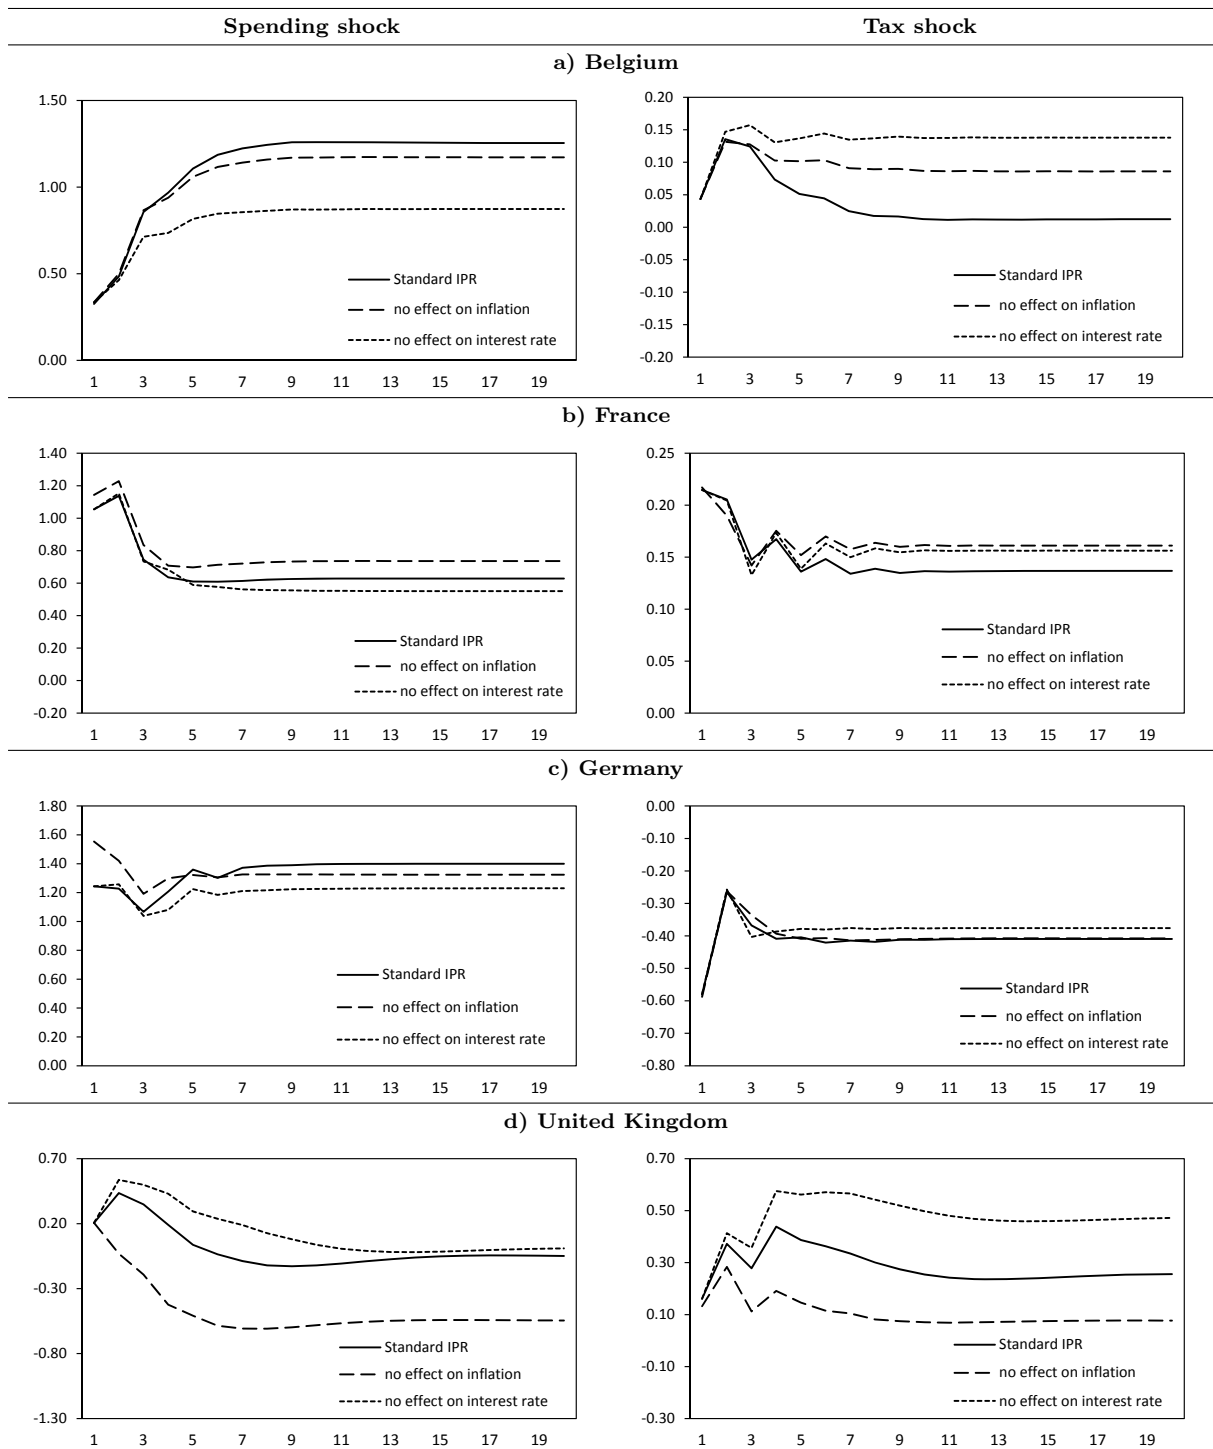 Spending shock Tax shock
a) Belgium
1.50
1.00
0.50
0.00
Standard IPR
no effect on inflation
no effect on interest rate
1 3 5 7 9 11 13 15 17 19
0.20
0.15
0.10
0.05
0.00
-0.05
-0.10
-0.15
-0.20
Standard IPR
no effect on inflation
no effect on interest rate
1 3 5 7 9 11 13 15 17 19
b) France
1.40
1.20
1.00
0.80
0.60
0.40
0.20
0.00
-0.20
Standard IPR
no effect on inflation
no effect on interest rate
1 3 5 7 9 11 13 15 17 19
0.25
0.20
0.15
0.10
0.05
0.00
Standard IPR
no effect on inflation
no effect on interest rate
1 3 5 7 9 11 13 15 17 19
c) Germany
1.80
1.60
1.40
1.20
1.00
0.80
0.60
0.40
0.20
0.00
Standard IPR
no effect on inflation
no effect on interest rate
1 3 5 7 9 11 13 15 17 19
0.00
-0.10
-0.20
-0.30
-0.40
-0.50
-0.60
-0.70
-0.80
Standard IPR
no effect on inflation
no effect on interest rate
1 3 5 7 9 11 13 15 17 19
d) United Kingdom
0.70
0.20
-0.30
-0.80
-1.30
Standard IPR
no effect on inflation
no effect on interest rate
1 3 5 7 9 11 13 15 17 19
0.70
0.50
0.30
0.10
-0.10
-0.30
Standard IPR
no effect on inflation
no effect on interest rate
1 3 5 7 9 11 13 15 17 19